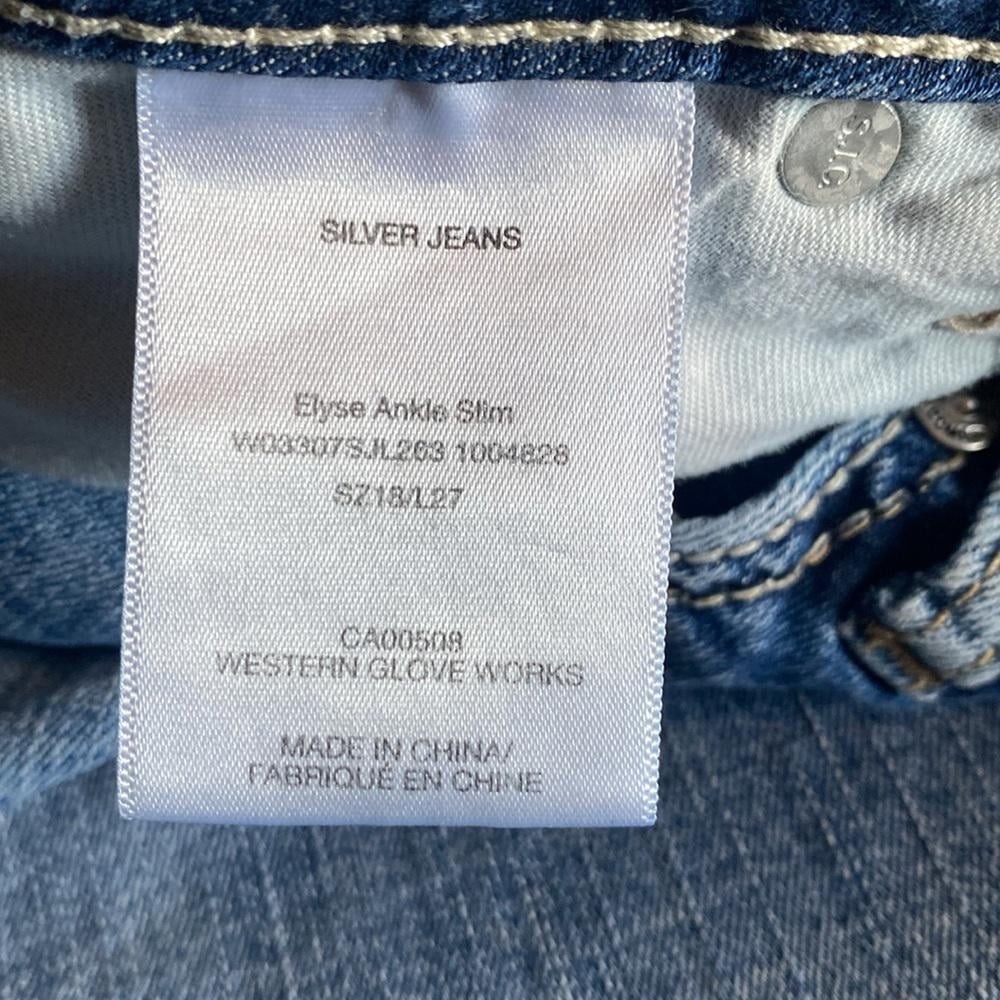 SILVER JEANS
S.J.C.
Elyse Ankle Slim
W03307SJL263 1004828
SZ18/L27
CA00508
WESTERN GLOVE WORKS
MADE IN CHINA/
FABRIQUÉ EN CHINE